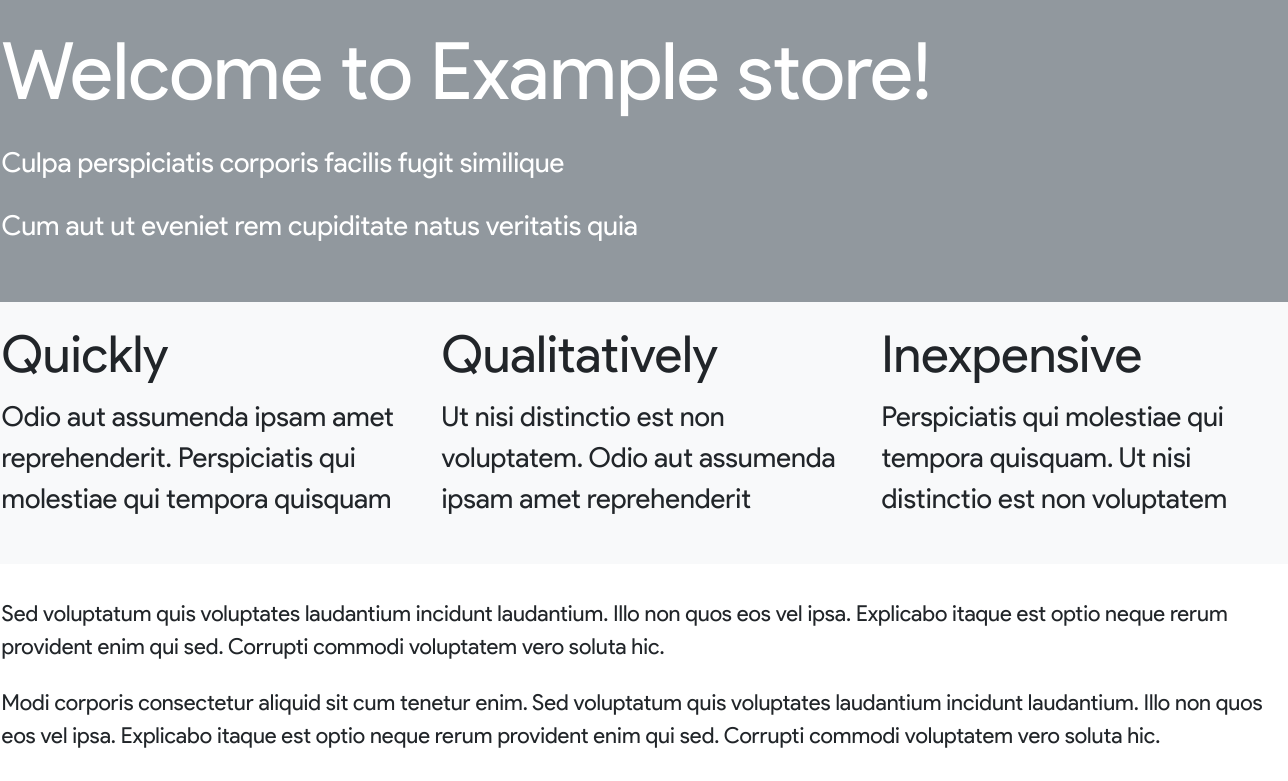 Welcome to Example store!
Culpa perspiciatis corporis facilis fugit similique
Cum aut ut eveniet rem cupiditate natus veritatis quia
Quickly
Odio aut assumenda ipsam amet
reprehenderit. Perspiciatis qui
molestiae qui tempora quisquam
Qualitatively
Ut nisi distinctio est non
voluptatem. Odio aut assumenda
ipsam amet reprehenderit
Inexpensive
Perspiciatis qui molestiae qui
tempora quisquam. Ut nisi
distinctio est non voluptatem
Sed voluptatum quis voluptates laudantium incidunt laudantium. Illo non quos eos vel ipsa. Explicabo itaque est optio neque rerum
provident enim qui sed. Corrupti commodi voluptatem vero soluta hic.
Modi corporis consectetur aliquid sit cum tenetur enim. Sed voluptatum quis voluptates laudantium incidunt laudantium. Illo non quos
eos vel ipsa. Explicabo itaque est optio neque rerum provident enim qui sed. Corrupti commodi voluptatem vero soluta hic.